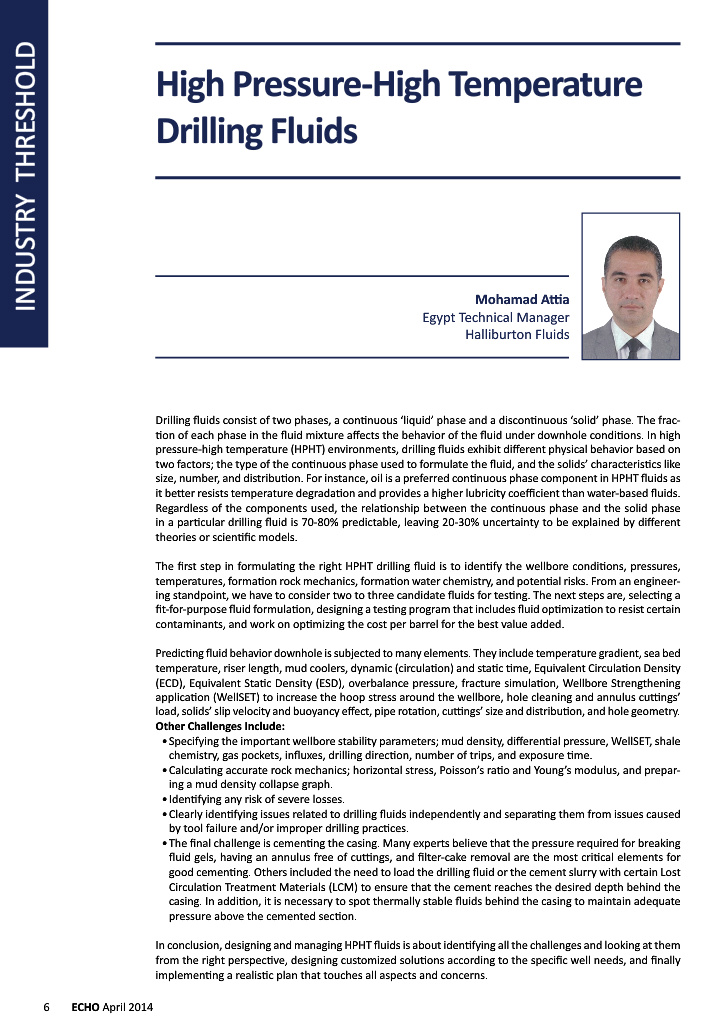 INDUSTRY THRESHOLD
High Pressure-High Temperature
Drilling Fluids
Mohamad Attia
Egypt Technical Manager
Halliburton Fluids
Drilling fluids consist of two phases, a continuous ‘liquid’ phase and a discontinuous ‘solid’ phase. The frac-
tion of each phase in the fluid mixture affects the behavior of the fluid under downhole conditions. In high
pressure-high temperature (HPHT) environments, drilling fluids exhibit different physical behavior based on
two factors; the type of the continuous phase used to formulate the fluid, and the solids’ characteristics like
size, number, and distribution. For instance, oil is a preferred continuous phase component in HPHT fluids as
it better resists temperature degradation and provides a higher lubricity coefficient than water-based fluids.
Regardless of the components used, the relationship between the continuous phase and the solid phase
in a particular drilling fluid is 70-80% predictable, leaving 20-30% uncertainty to be explained by different
theories or scientific models.
The first step in formulating the right HPHT drilling fluid is to identify the wellbore conditions, pressures,
temperatures, formation rock mechanics, formation water chemistry, and potential risks. From an engineer-
ing standpoint, we have to consider two to three candidate fluids for testing. The next steps are, selecting a
fit-for-purpose fluid formulation, designing a testing program that includes fluid optimization to resist certain
contaminants, and work on optimizing the cost per barrel for the best value added.
Predicting fluid behavior downhole is subjected to many elements. They include temperature gradient, sea bed
temperature, riser length, mud coolers, dynamic (circulation) and static time, Equivalent Circulation Density
(ECD), Equivalent Static Density (ESD), overbalance pressure, fracture simulation, Wellbore Strengthening
application (WellSET) to increase the hoop stress around the wellbore, hole cleaning and annulus cuttings’
load, solids’ slip velocity and buoyancy effect, pipe rotation, cuttings’ size and distribution, and hole geometry.
Other Challenges Include:
• Specifying the important wellbore stability parameters; mud density, differential pressure, WellSET, shale
chemistry, gas pockets, influxes, drilling direction, number of trips, and exposure time.
• Calculating accurate rock mechanics; horizontal stress, Poisson’s ratio and Young’s modulus, and prepar-
ing a mud density collapse graph.
• Identifying any risk of severe losses.
• Clearly identifying issues related to drilling fluids independently and separating them from issues caused
by tool failure and/or improper drilling practices.
• The final challenge is cementing the casing. Many experts believe that the pressure required for breaking
fluid gels, having an annulus free of cuttings, and filter-cake removal are the most critical elements for
good cementing. Others included the need to load the drilling fluid or the cement slurry with certain Lost
Circulation Treatment Materials (LCM) to ensure that the cement reaches the desired depth behind the
casing. In addition, it is necessary to spot thermally stable fluids behind the casing to maintain adequate
pressure above the cemented section.
In conclusion, designing and managing HPHT fluids is about identifying all the challenges and looking at them
from the right perspective, designing customized solutions according to the specific well needs, and finally
implementing a realistic plan that touches all aspects and concerns.
6 ECHO April 2014